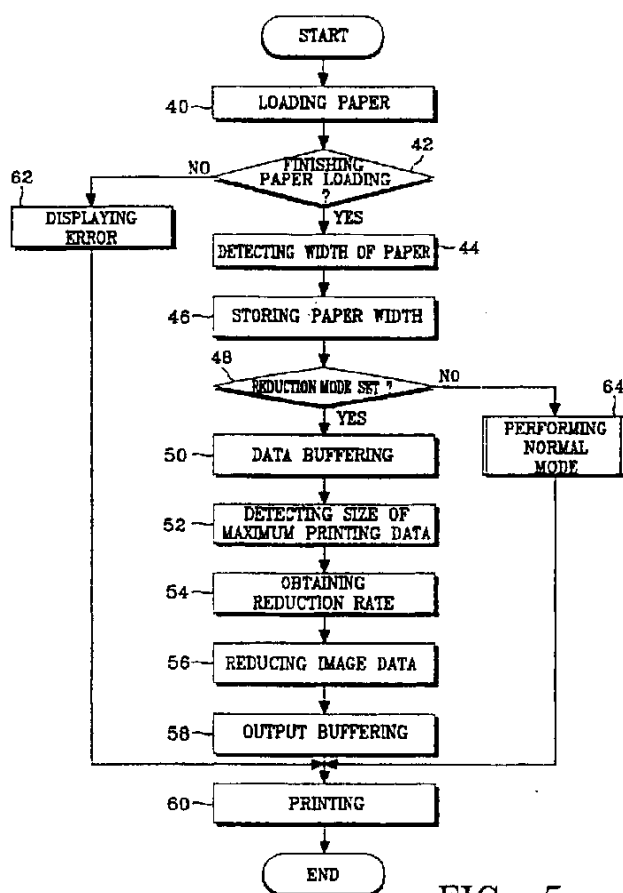 START
40
LOADING PAPER
42
FINISHING
PAPER LOADING
?
NO
62
DISPLAYING
ERROR
YES
DETECTING WIDTH OF PAPER
44
46
STORING PAPER WIDTH
48
REDUCTION MODE SET ?
NO
64
YES
PERFORMING
NORMAL
MODE
50
DATA BUFFERING
52
DETECTING SIZE OF
MAXIMUM PRINTING DATA
54
OBTAINING
REDUCTION RATE
56
REDUCING IMAGE DATA
58
OUTPUT BUFFERING
60
PRINTING
END
FIG. 5